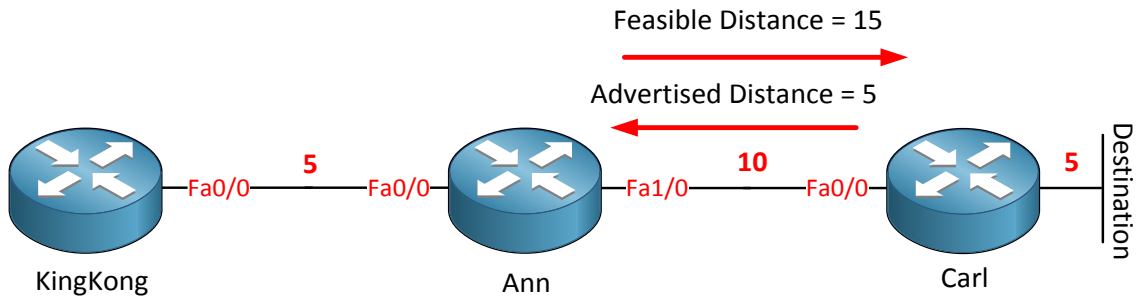 Feasible Distance = 15
Advertised Distance = 5
5
10
5
Fa0/0
Fa0/0
Fa1/0
Fa0/0
Destination
KingKong
Ann
Carl